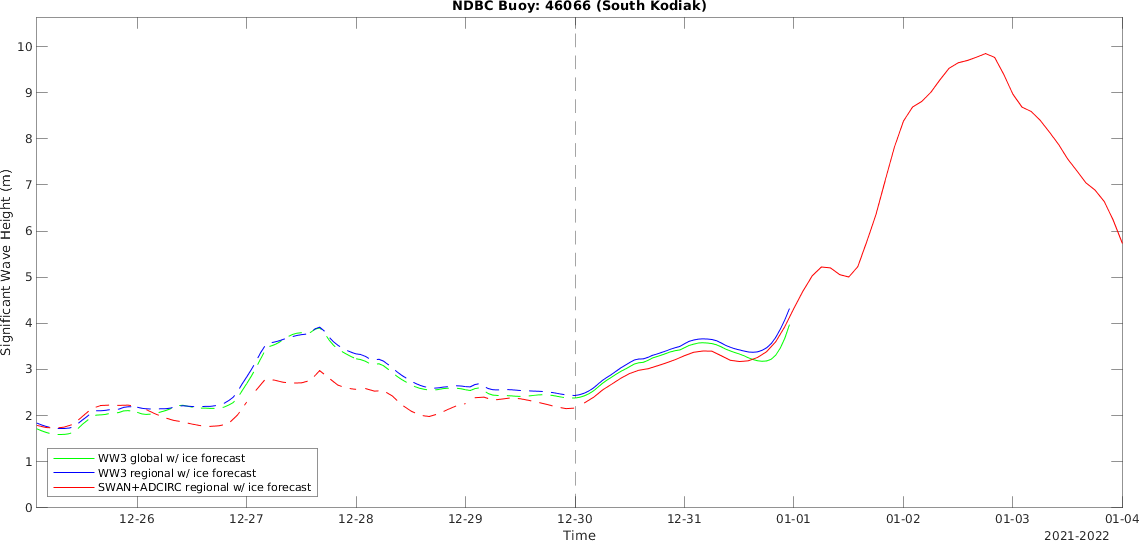 NDBC Buoy: 46066 (South Kodiak)
Significant Wave Height (m)
10
9
8
7
6
5
4
3
2
1
0
WW3 global w/ ice forecast
WW3 regional w/ ice forecast
SWAN+ADCIRC regional w/ ice forecast
12-26 12-27 12-28 12-29 12-30 12-31 01-01 01-02 01-03 01-04
Time
2021-2022